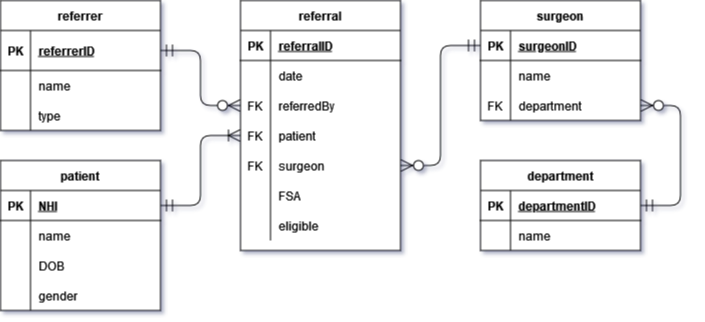 referrer
PK referrerID
name
type
patient
PK NHI
name
DOB
gender
referral
PK referralID
date
FK referredBy
FK patient
FK surgeon
FSA
eligible
surgeon
PK surgeonID
name
FK department
department
PK departmentID
name